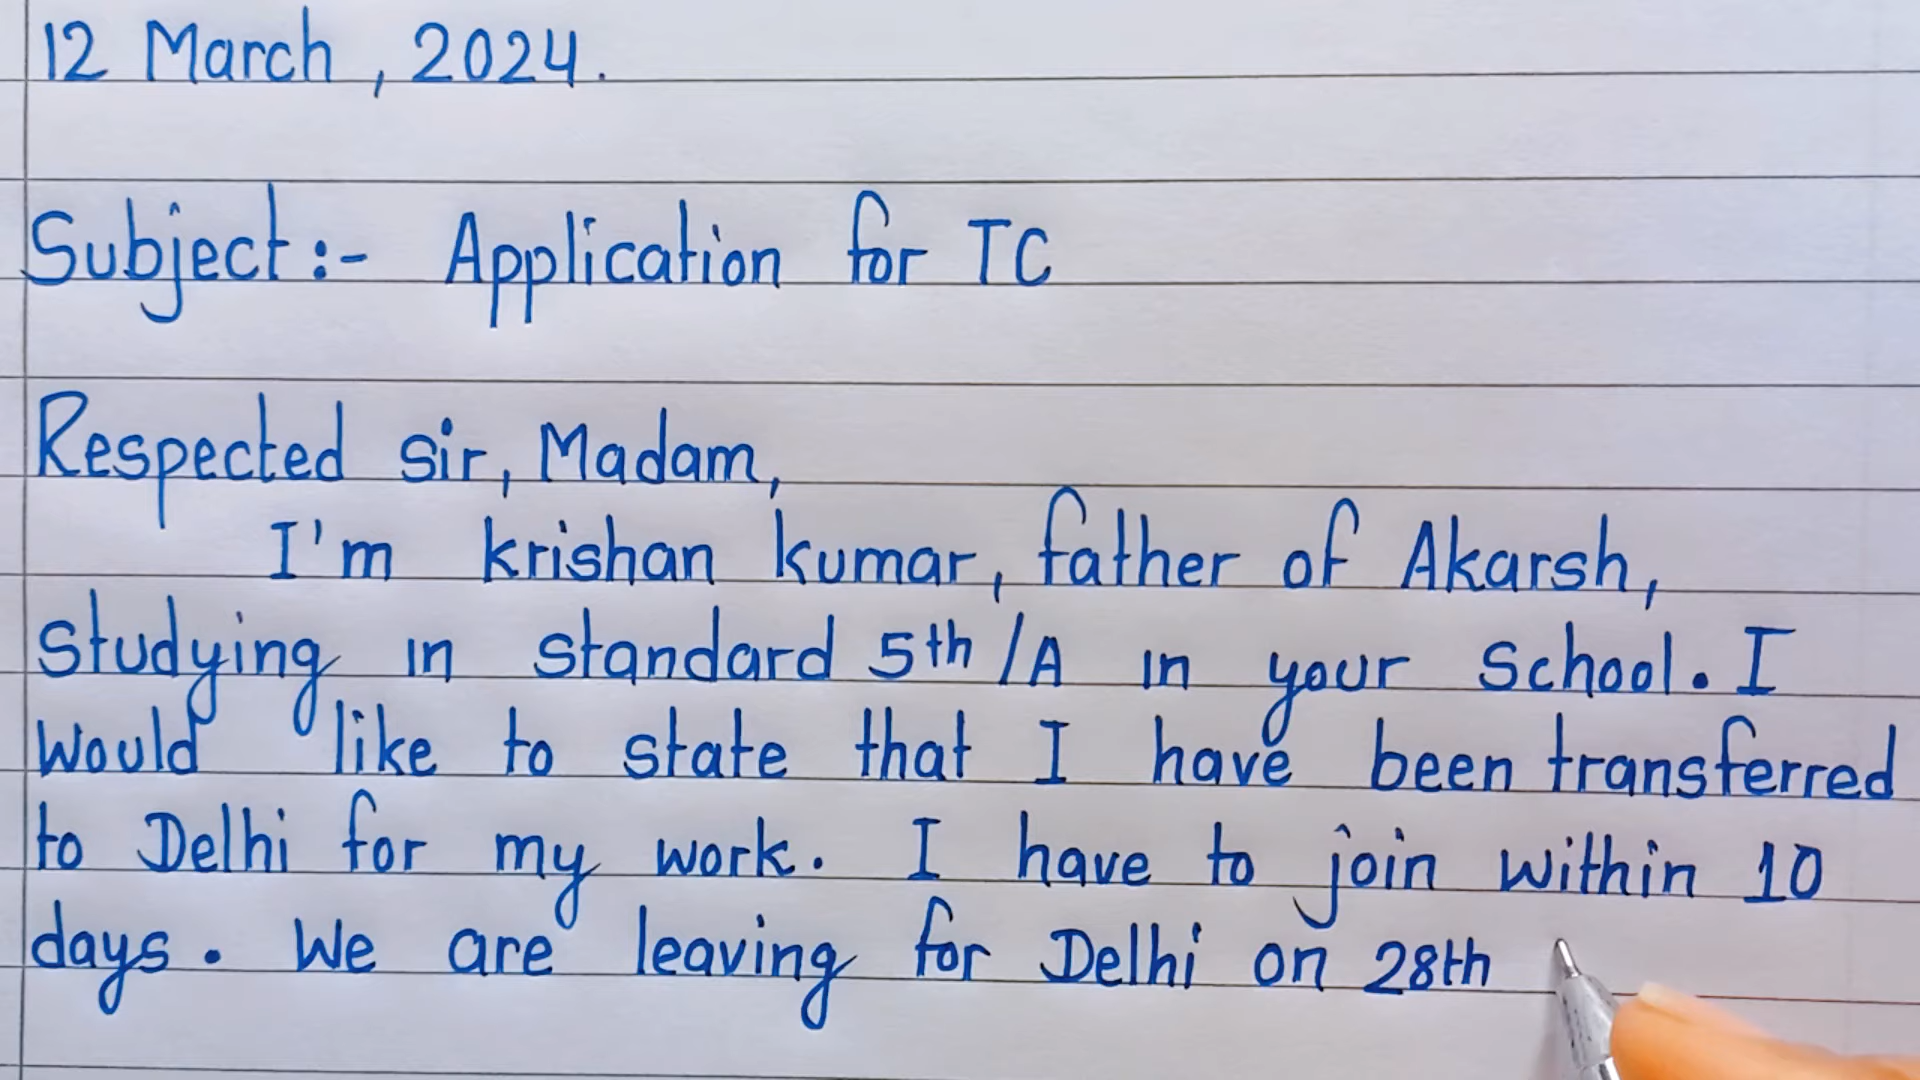 12 March, 2024.
Subject:- Application for TC
Respected sir, Madam,
I'm krishan kumar, father of Akarsh,
studying in standard 5th/A in your school. I
would like to state that I have been transferred
to Delhi for my work. I have to join within 10
days. We are leaving for Delhi on 28th